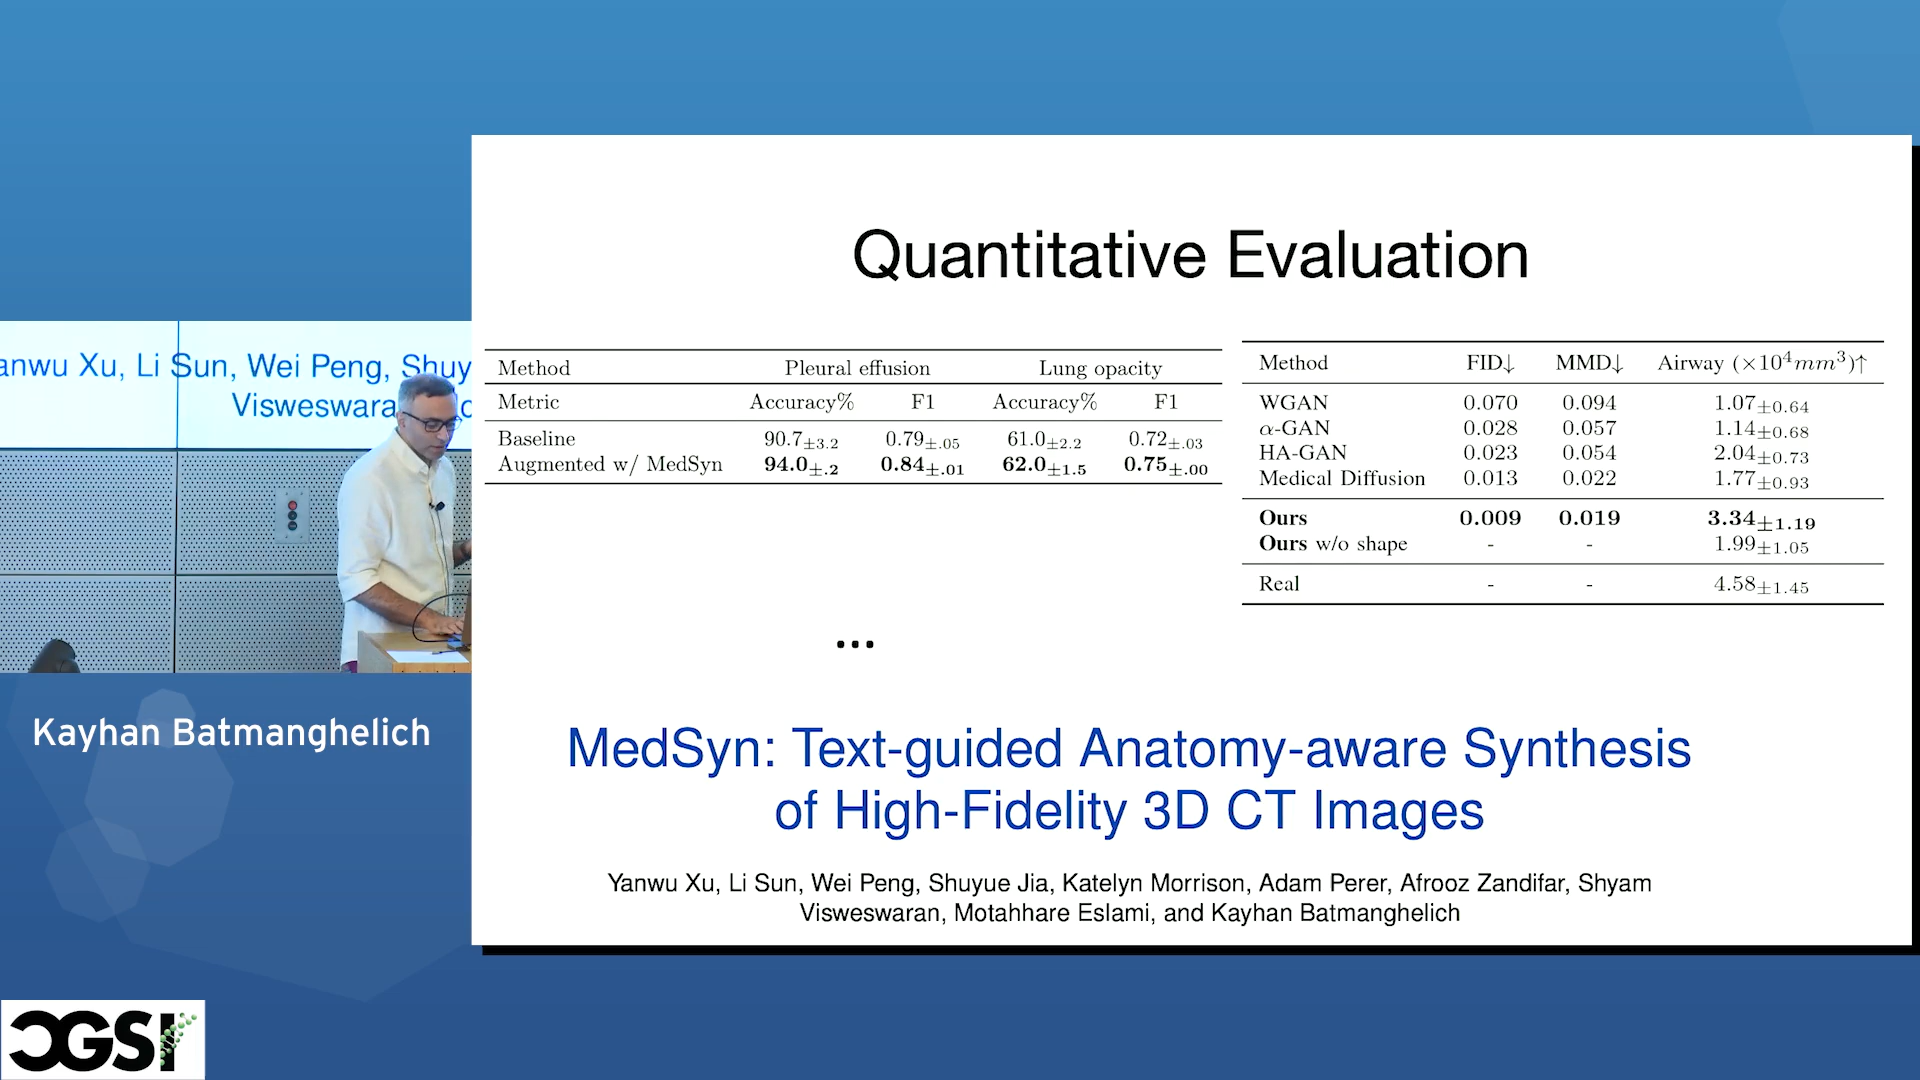 Quantitative Evaluation
Method Pleural effusion Lung opacity
Metric Accuracy% F1 Accuracy% F1
Baseline 90.7±3.2 0.79±.05 61.0±2.2 0.72±.03
Augmented w/ MedSyn 94.0±.2 0.84±.01 62.0±1.5 0.75±.00
Method FID↓ MMD↓ Airway (×10⁴mm³)↑
WGAN 0.070 0.094 1.07±0.64
α-GAN 0.028 0.057 1.14±0.68
HA-GAN 0.023 0.054 2.04±0.73
Medical Diffusion 0.013 0.022 1.77±0.93
Ours 0.009 0.019 3.34±1.19
Ours w/o shape - - 1.99±1.05
Real - - 4.58±1.45
...
MedSyn: Text-guided Anatomy-aware Synthesis
of High-Fidelity 3D CT Images
Yanwu Xu, Li Sun, Wei Peng, Shuyue Jia, Katelyn Morrison, Adam Perer, Afrooz Zandifar, Shyam
Visweswaran, Motahhare Eslami, and Kayhan Batmanghelich
anwu Xu, Li Sun, Wei Peng, Shuy
Visweswara
Kayhan Batmanghelich
CGSI